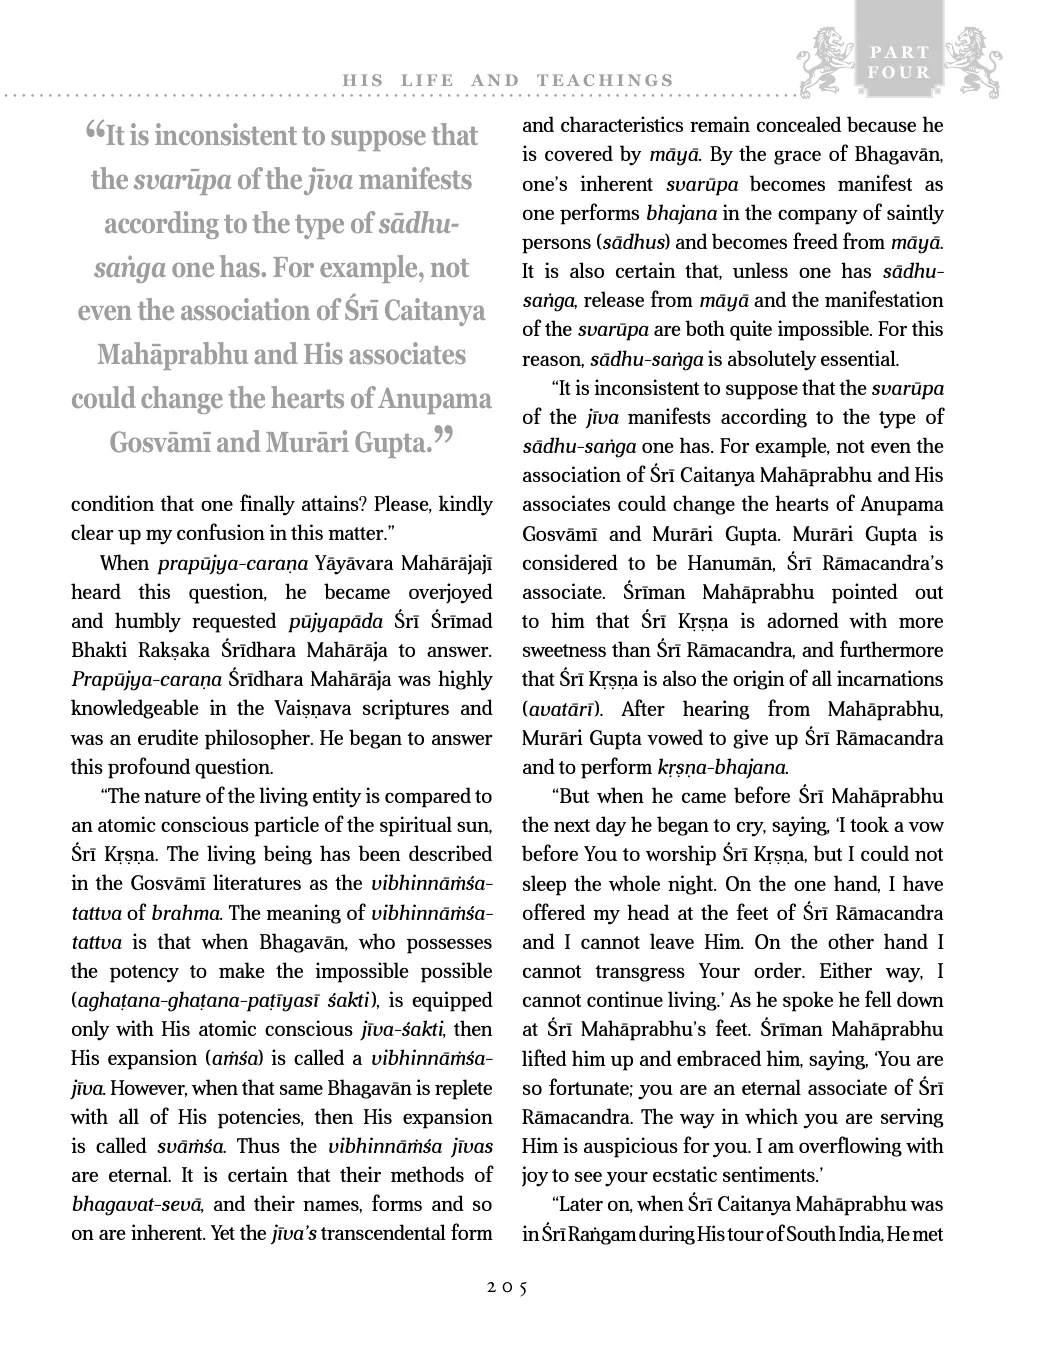 PART
FOUR
HIS LIFE AND TEACHINGS
“It is inconsistent to suppose that
the svarūpa of the jīva manifests
according to the type of sādhu-
saṅga one has. For example, not
even the association of Śrī Caitanya
Mahāprabhu and His associates
could change the hearts of Anupama
Gosvāmī and Murāri Gupta.”
condition that one finally attains? Please, kindly
clear up my confusion in this matter.”
When prapūjya-caraṇa Yāyāvara Mahārājajī
heard this question, he became overjoyed
and humbly requested pūjyapāda Śrī Śrīmad
Bhakti Rakṣaka Śrīdhara Mahārāja to answer.
Prapūjya-caraṇa Śrīdhara Mahārāja was highly
knowledgeable in the Vaiṣṇava scriptures and
was an erudite philosopher. He began to answer
this profound question.
“The nature of the living entity is compared to
an atomic conscious particle of the spiritual sun,
Śrī Kṛṣṇa. The living being has been described
in the Gosvāmī literatures as the vibhinnāṁśa-
tattva of brahma. The meaning of vibhinnāṁśa-
tattva is that when Bhagavān, who possesses
the potency to make the impossible possible
(aghaṭana-ghaṭana-paṭīyasī śakti), is equipped
only with His atomic conscious jīva-śakti, then
His expansion (aṁśa) is called a vibhinnāṁśa-
jīva. However, when that same Bhagavān is replete
with all of His potencies, then His expansion
is called svāṁśa. Thus the vibhinnāṁśa jīvas
are eternal. It is certain that their methods of
bhagavat-sevā, and their names, forms and so
on are inherent. Yet the jīva’s transcendental form
and characteristics remain concealed because he
is covered by māyā. By the grace of Bhagavān,
one’s inherent svarūpa becomes manifest as
one performs bhajana in the company of saintly
persons (sādhus) and becomes freed from māyā.
It is also certain that, unless one has sādhu-
saṅga, release from māyā and the manifestation
of the svarūpa are both quite impossible. For this
reason, sādhu-saṅga is absolutely essential.
“It is inconsistent to suppose that the svarūpa
of the jīva manifests according to the type of
sādhu-saṅga one has. For example, not even the
association of Śrī Caitanya Mahāprabhu and His
associates could change the hearts of Anupama
Gosvāmī and Murāri Gupta. Murāri Gupta is
considered to be Hanumān, Śrī Rāmacandra’s
associate. Śrīman Mahāprabhu pointed out
to him that Śrī Kṛṣṇa is adorned with more
sweetness than Śrī Rāmacandra, and furthermore
that Śrī Kṛṣṇa is also the origin of all incarnations
(avatārī). After hearing from Mahāprabhu,
Murāri Gupta vowed to give up Śrī Rāmacandra
and to perform kṛṣṇa-bhajana.
“But when he came before Śrī Mahāprabhu
the next day he began to cry, saying, ‘I took a vow
before You to worship Śrī Kṛṣṇa, but I could not
sleep the whole night. On the one hand, I have
offered my head at the feet of Śrī Rāmacandra
and I cannot leave Him. On the other hand I
cannot transgress Your order. Either way, I
cannot continue living.’ As he spoke he fell down
at Śrī Mahāprabhu’s feet. Śrīman Mahāprabhu
lifted him up and embraced him, saying, ‘You are
so fortunate; you are an eternal associate of Śrī
Rāmacandra. The way in which you are serving
Him is auspicious for you. I am overflowing with
joy to see your ecstatic sentiments.’
“Later on, when Śrī Caitanya Mahāprabhu was
in Śrī Raṅgam during His tour of South India, He met
205